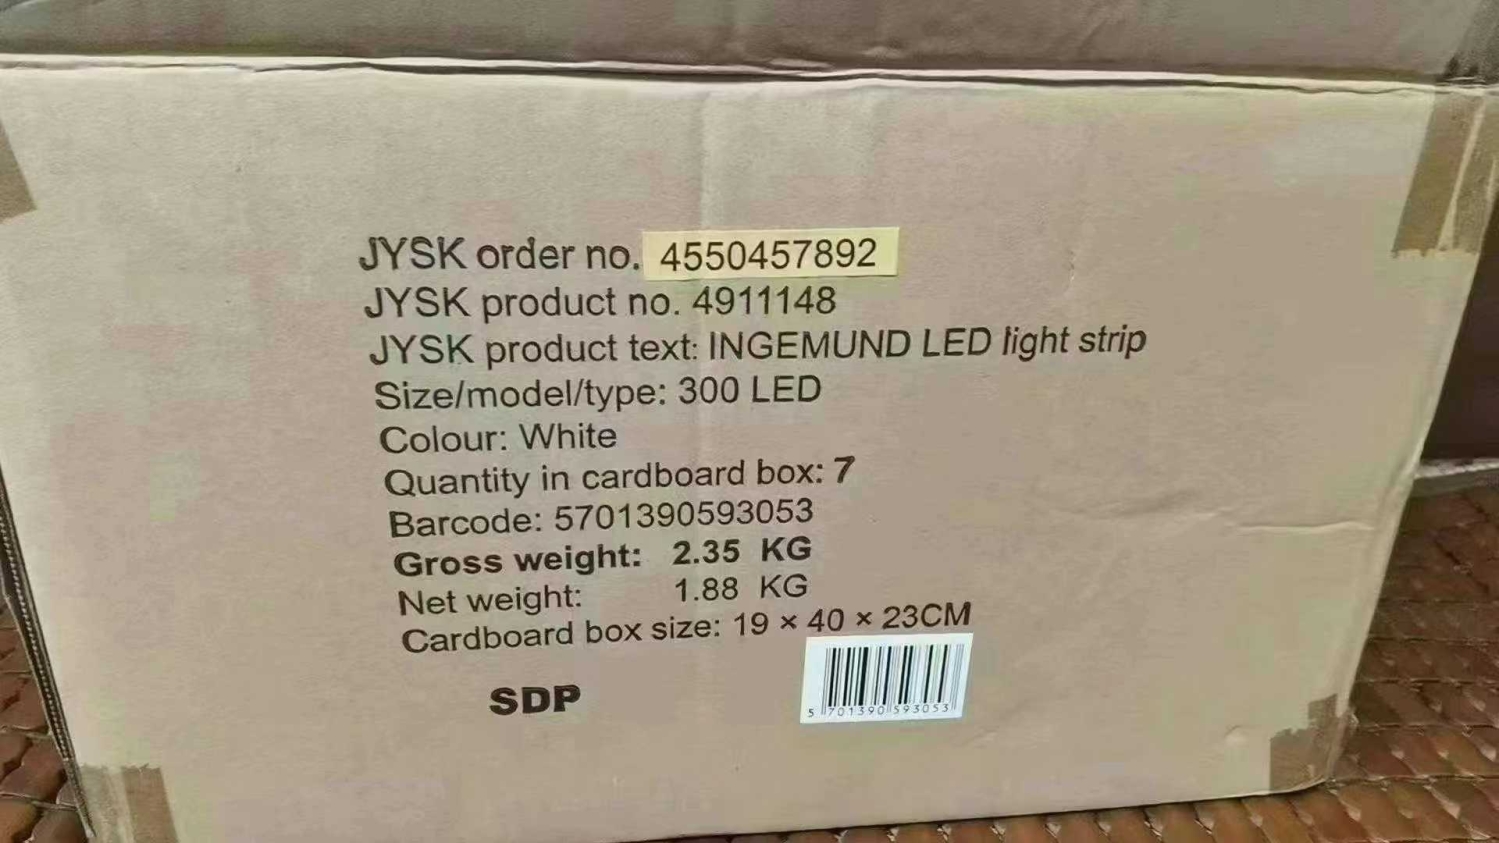 JYSK order no. 4550457892
JYSK product no. 4911148
JYSK product text: INGEMUND LED light strip
Size/model/type: 300 LED
Colour: White
Quantity in cardboard box: 7
Barcode: 5701390593053
Gross weight: 2.35 KG
Net weight: 1.88 KG
Cardboard box size: 19 × 40 × 23CM
SDP
5 701390 593053